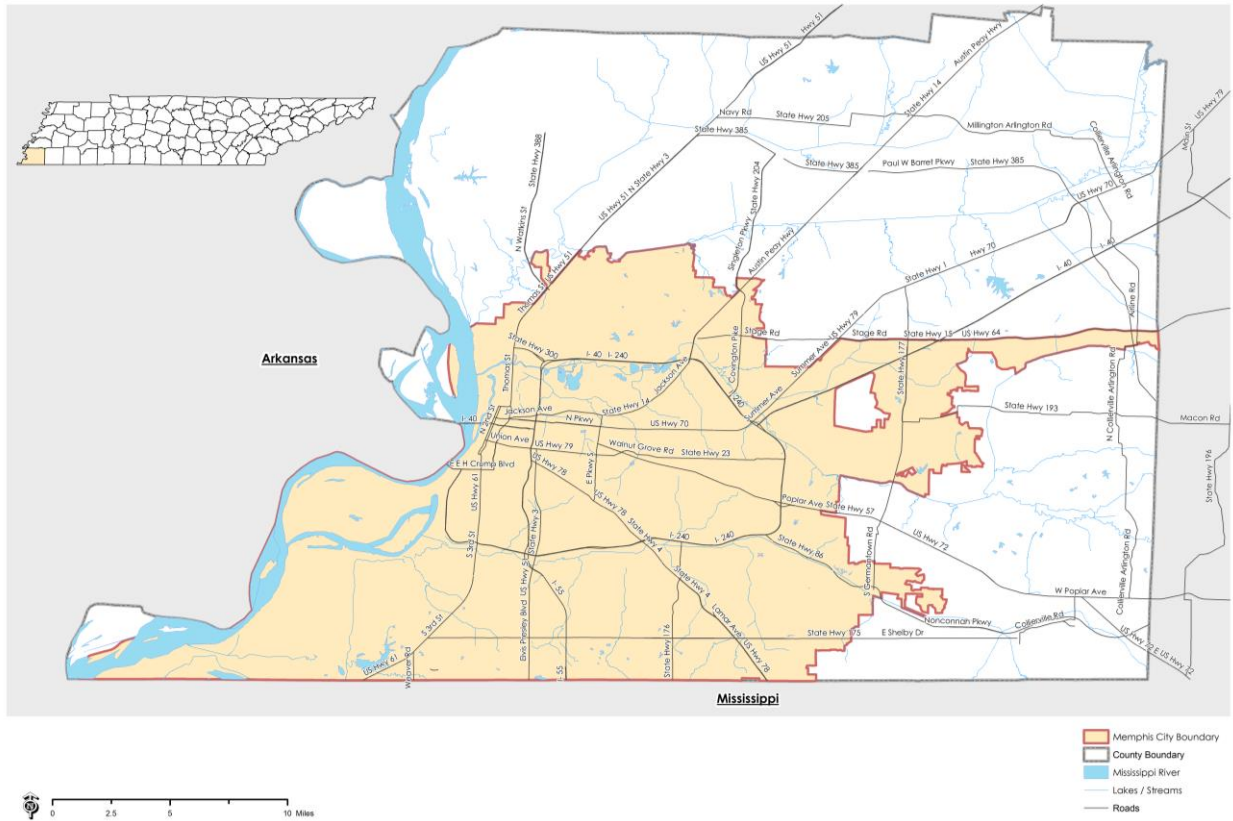 Hwy 51
US Hwy 51
Austin Peay Hwy
State Hwy 14
US Hwy 79
Main St
Navy Rd
State Hwy 205
Millington Arlington Rd
Collierville Arlington Rd
State Hwy 385
State Hwy 388
State Hwy 204
State Hwy 385
Paul W Barret Pkwy
State Hwy 385
US Hwy 70
US Hwy 51 N State Hwy 3
N Watkins St
Singleton Pkwy
Austin Peay Hwy
Hwy 70
I- 40
State Hwy 1
Thomas St
US Hwy 51
Airline Rd
Summer Ave US Hwy 79
Stage Rd
Stage Rd
State Hwy 15
US Hwy 64
Arkansas
State Hwy 300
I- 40
I- 240
Thomas St
Jackson Ave
Covington Pike
State Hwy 177
N Collierville Arlington Rd
I- 240
Summer Ave
N 2nd St
Jackson Ave
State Hwy 14
State Hwy 193
Macon Rd
I- 40
N Pkwy
US Hwy 70
Union Ave
US Hwy 79
Walnut Grove Rd
State Hwy 23
State Hwy 196
E E H Crump Blvd
US Hwy 78
E Pkwy S
US Hwy 61
US Hwy 78
Poplar Ave
State Hwy 57
US Hwy 72
State Hwy 3
State Hwy 4
I- 240
I- 240
State Hwy 86
S 3rd St
S Germantown Rd
Collierville Arlington Rd
US Hwy 51
I- 55
State Hwy 4
W Poplar Ave
Nonconnah Pkwy
Collierville Rd
S 3rd St
Elvis Presley Blvd
Lamar Ave
State Hwy 175
E Shelby Dr
US Hwy 61
Weaver Rd
I- 55
State Hwy 176
US Hwy 78
US Hwy 72 E US Hwy 72
Mississippi
Memphis City Boundary
County Boundary
Mississippi River
Lakes / Streams
Roads
0 2.5 5 10 Miles